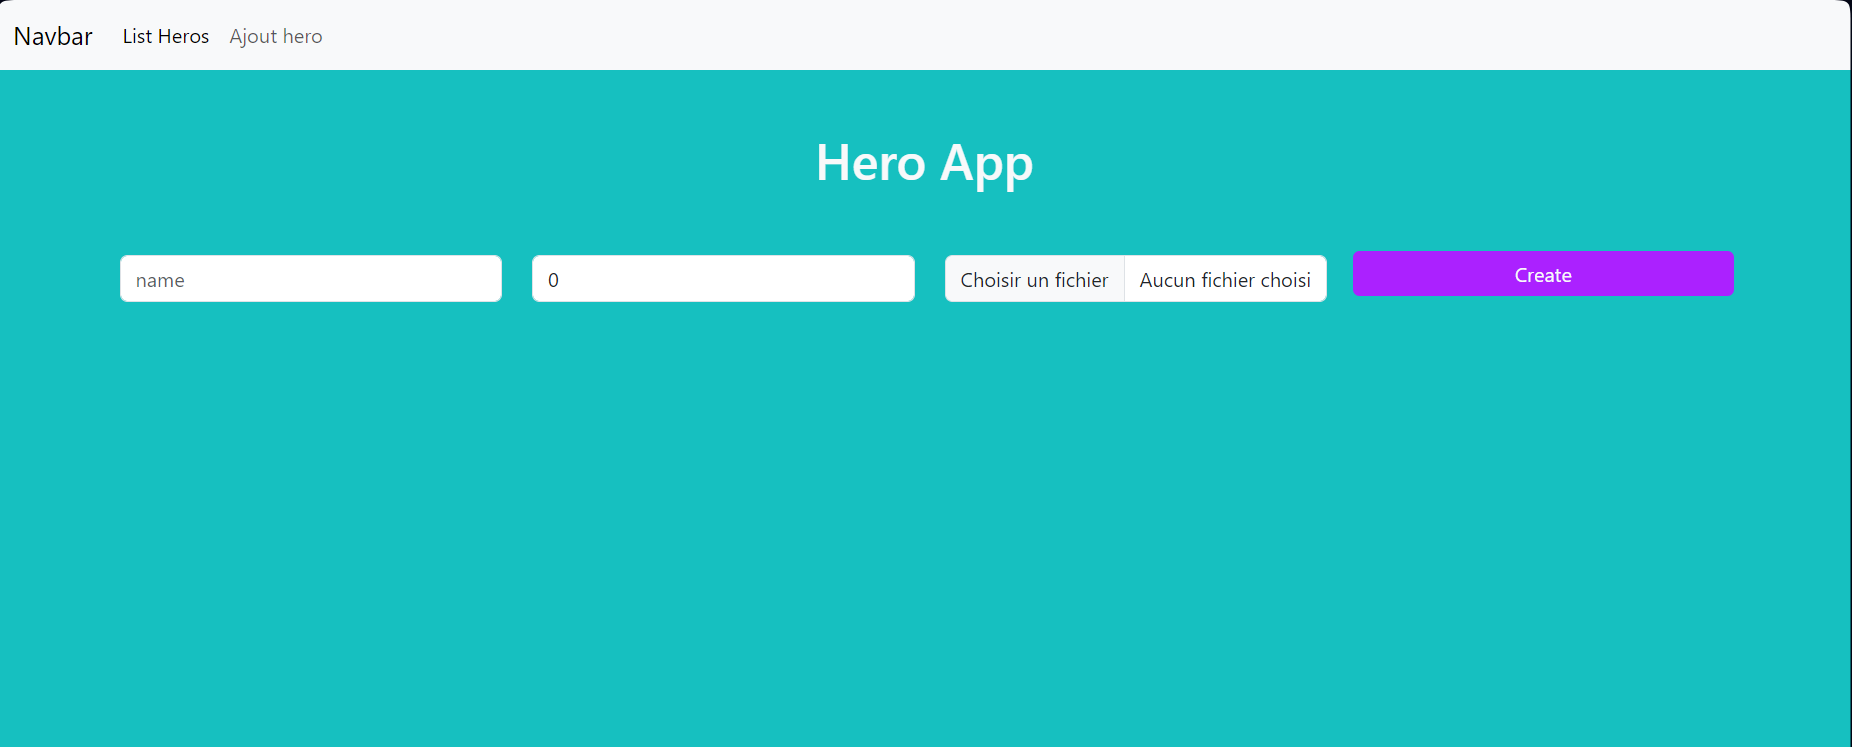 Navbar List Heros Ajout hero
Hero App
name 0 Choisir un fichier Aucun fichier choisi Create